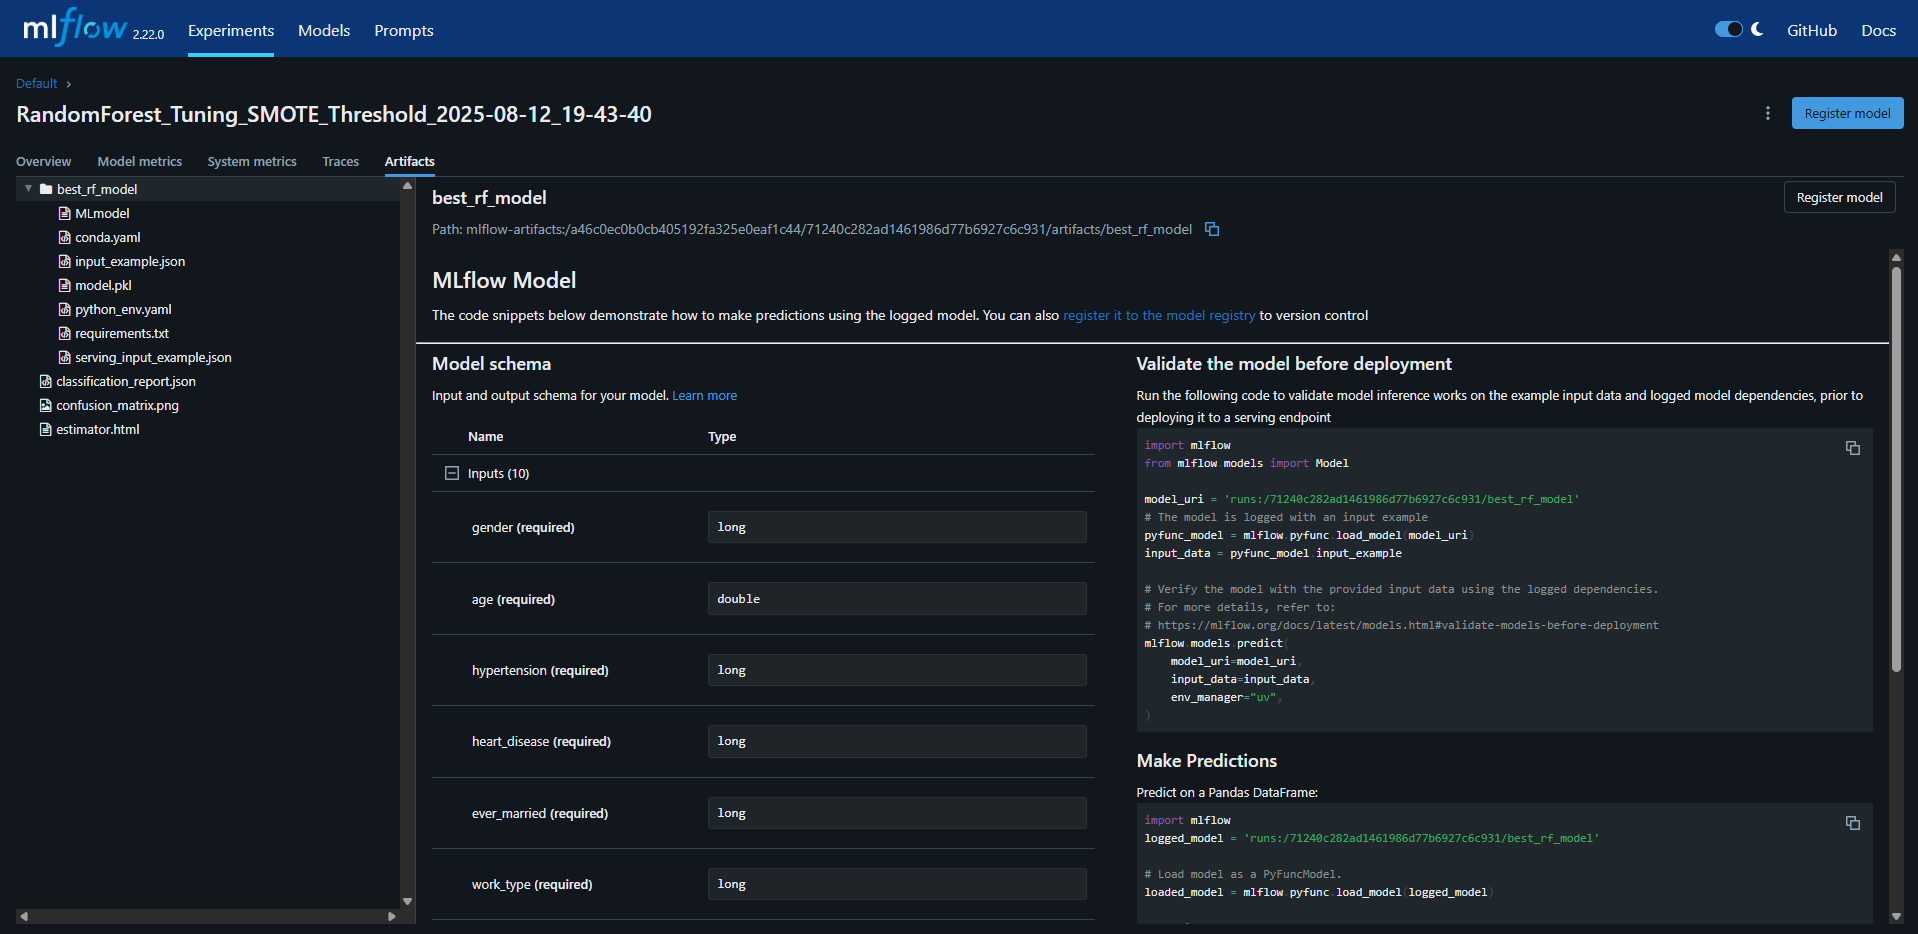 mlflow 2.22.0 Experiments Models Prompts GitHub Docs
Default >
RandomForest_Tuning_SMOTE_Threshold_2025-08-12_19-43-40
Register model
Overview Model metrics System metrics Traces Artifacts
best_rf_model
MLmodel
conda.yaml
input_example.json
model.pkl
python_env.yaml
requirements.txt
serving_input_example.json
classification_report.json
confusion_matrix.png
estimator.html
best_rf_model
Register model
Path: mlflow-artifacts:/a46c0ec0b0cb405192fa325e0eaf1c44/71240c282ad1461986d77b6927c6c931/artifacts/best_rf_model
MLflow Model
The code snippets below demonstrate how to make predictions using the logged model. You can also register it to the model registry to version control
Model schema
Input and output schema for your model. Learn more
Name Type
Inputs (10)
gender (required) long
age (required) double
hypertension (required) long
heart_disease (required) long
ever_married (required) long
work_type (required) long
Validate the model before deployment
Run the following code to validate model inference works on the example input data and logged model dependencies, prior to
deploying it to a serving endpoint
import mlflow
from mlflow.models import Model
model_uri = 'runs:/71240c282ad1461986d77b6927c6c931/best_rf_model'
# The model is logged with an input example
pyfunc_model = mlflow.pyfunc.load_model(model_uri)
input_data = pyfunc_model.input_example
# Verify the model with the provided input data using the logged dependencies.
# For more details, refer to:
# https://mlflow.org/docs/latest/models.html#validate-models-before-deployment
mlflow.models.predict(
model_uri=model_uri,
input_data=input_data,
env_manager="uv",
)
Make Predictions
Predict on a Pandas DataFrame:
import mlflow
logged_model = 'runs:/71240c282ad1461986d77b6927c6c931/best_rf_model'
# Load model as a PyFuncModel.
loaded_model = mlflow.pyfunc.load_model(logged_model)